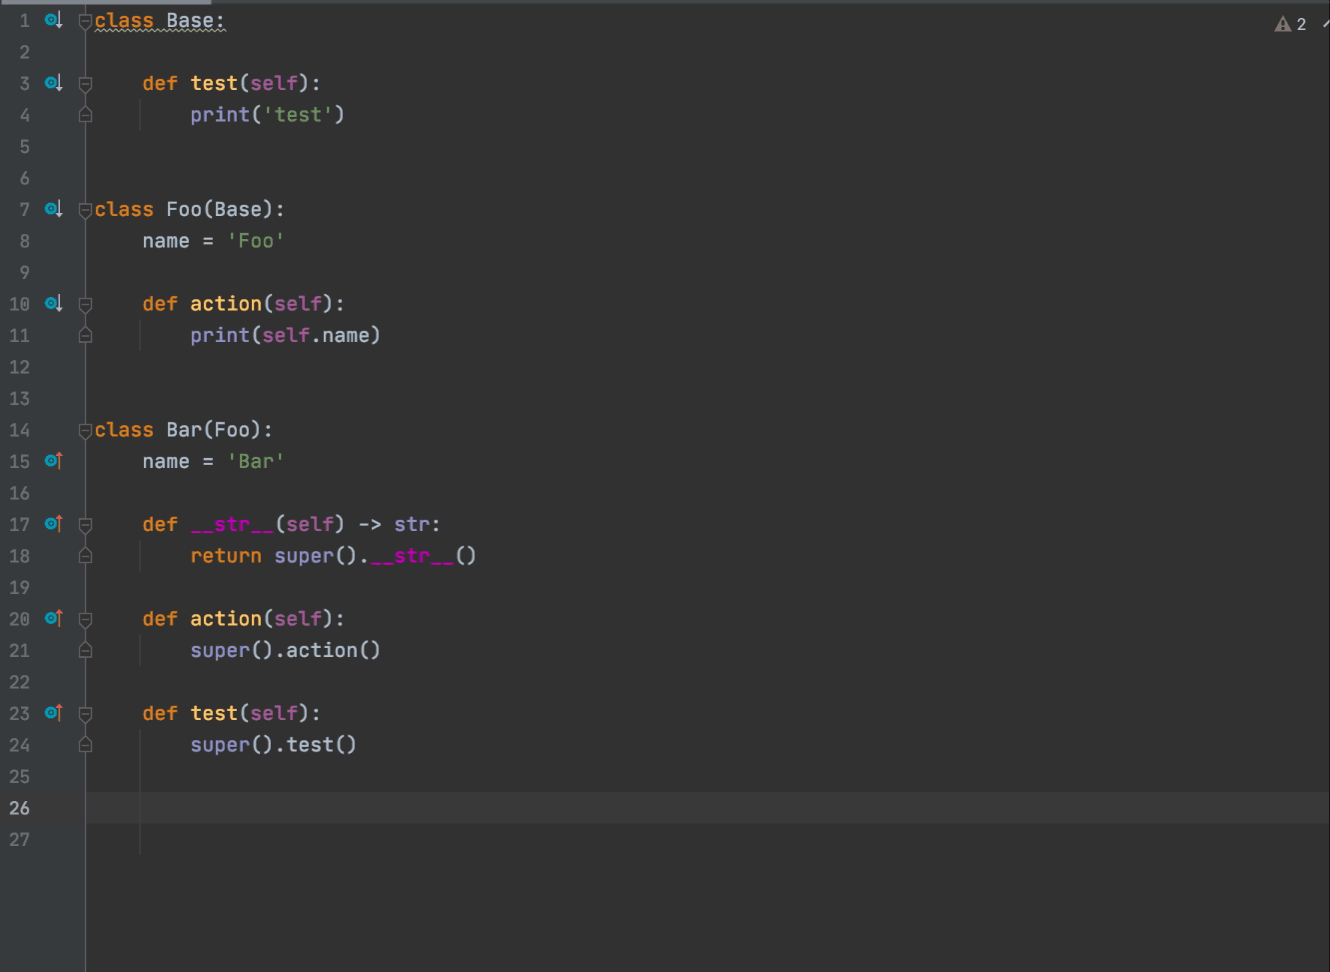 1 class Base:
2
3     def test(self):
4         print('test')
5
6
7 class Foo(Base):
8     name = 'Foo'
9
10     def action(self):
11         print(self.name)
12
13
14 class Bar(Foo):
15     name = 'Bar'
16
17     def __str__(self) -> str:
18         return super().__str__()
19
20     def action(self):
21         super().action()
22
23     def test(self):
24         super().test()
25
26
27
2